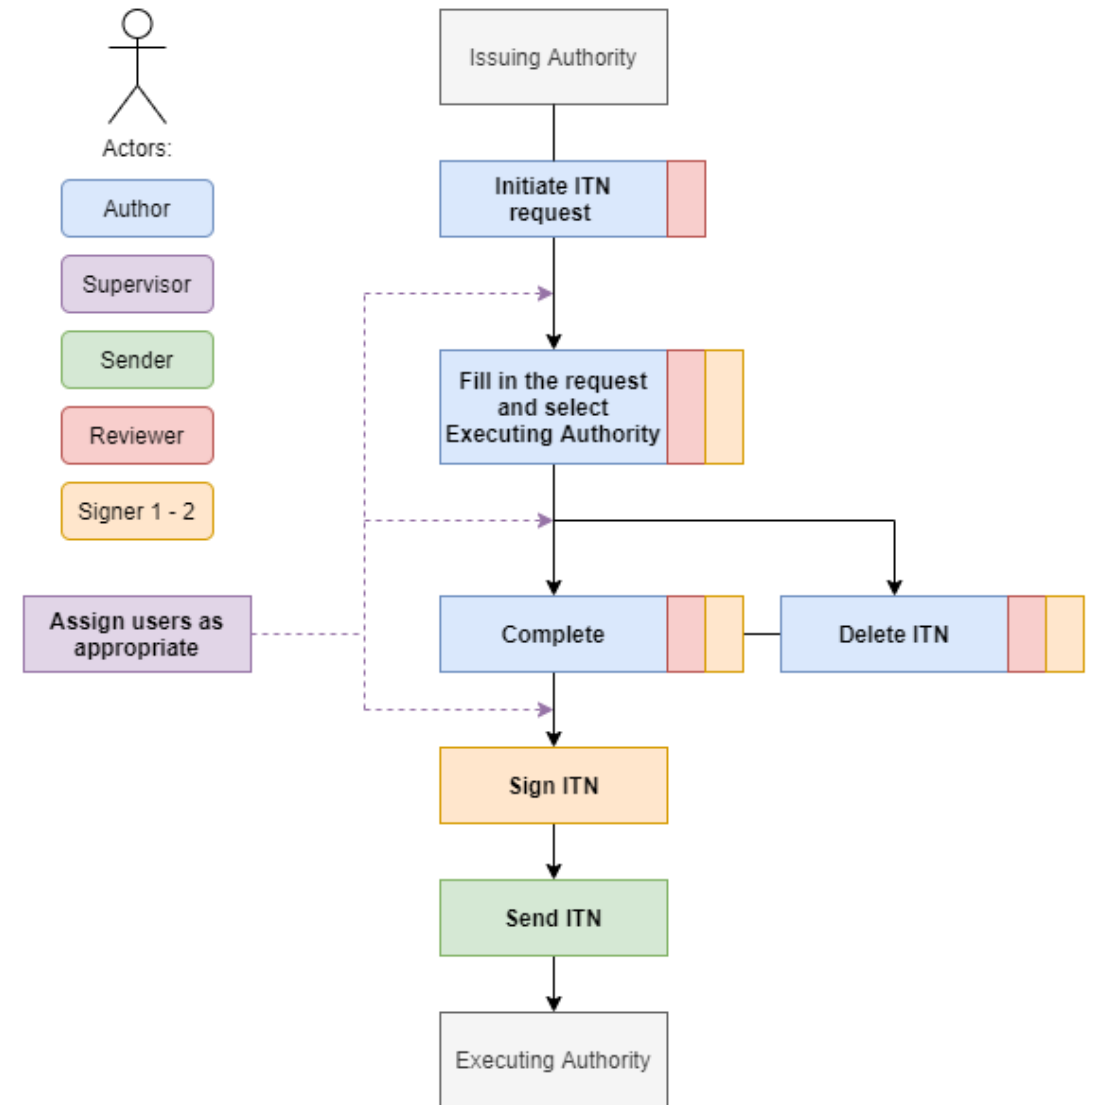 Actors:
Author
Supervisor
Sender
Reviewer
Signer 1 - 2
Assign users as
appropriate
Issuing Authority
Initiate ITN
request
Fill in the request
and select
Executing Authority
Complete
Delete ITN
Sign ITN
Send ITN
Executing Authority